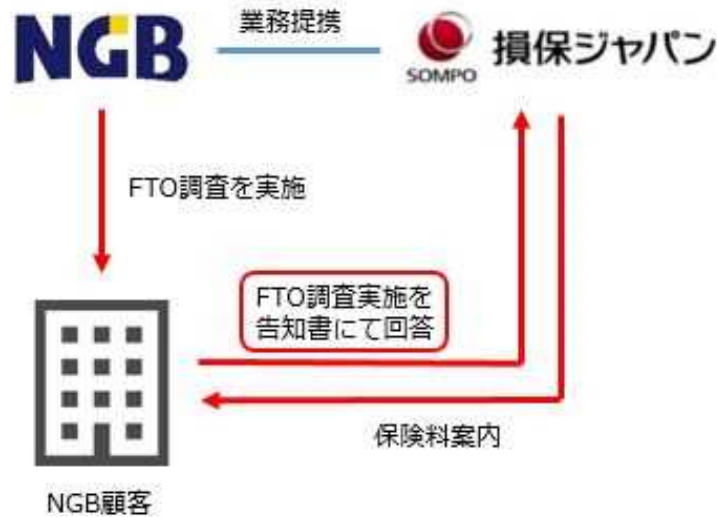 NGB
業務提携
SOMPO
損保ジャパン
FTO調査を実施
FTO調査実施を
告知書にて回答
保険料案内
NGB顧客